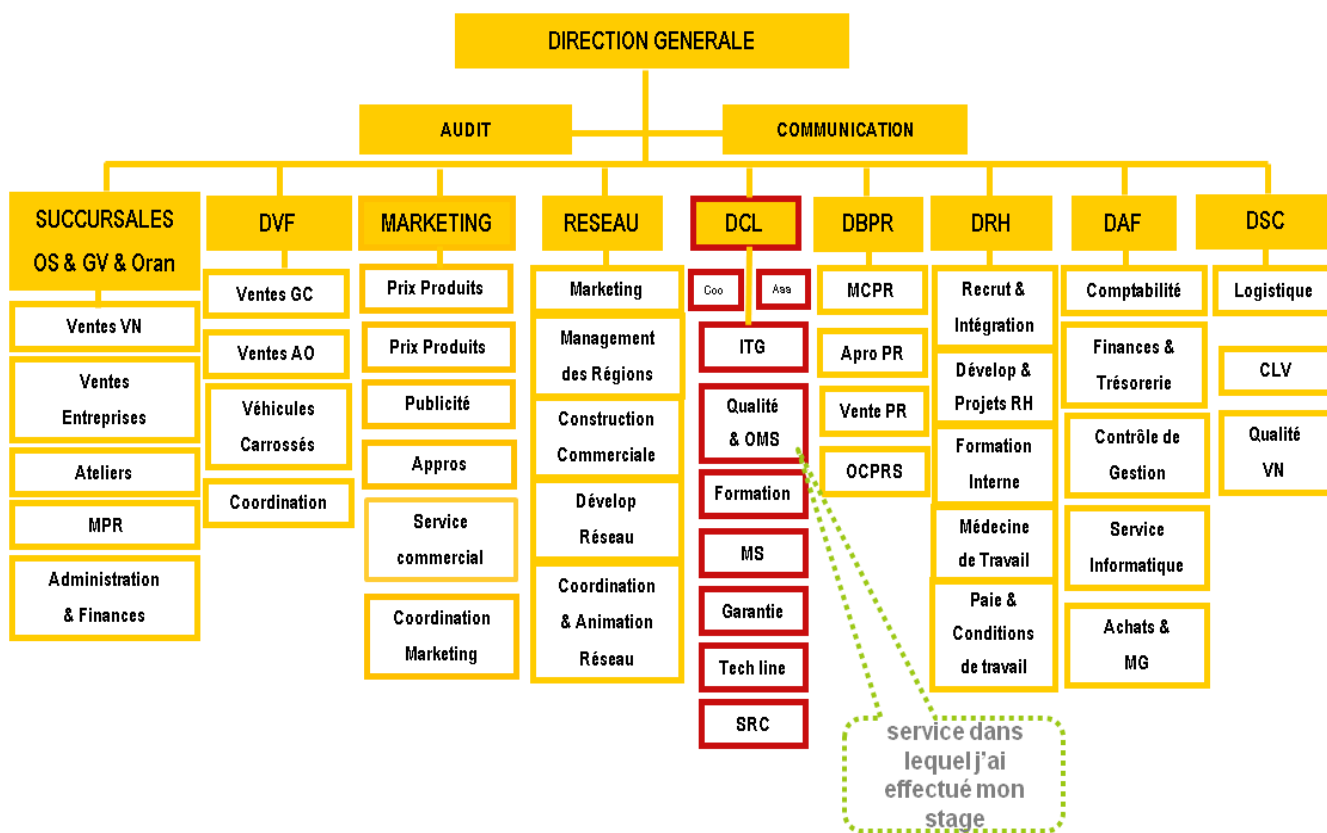 DIRECTION GENERALE
AUDIT
COMMUNICATION
SUCCURSALES
OS & GV & Oran
Ventes VN
Ventes
Entreprises
Ateliers
MPR
Administration
& Finances
DVF
Ventes GC
Ventes AO
Véhicules
Carrossés
Coordination
MARKETING
Prix Produits
Prix Produits
Publicité
Appros
Service
commercial
Coordination
Marketing
RESEAU
Marketing
Management
des Régions
Construction
Commerciale
Dévelop
Réseau
Coordination
& Animation
Réseau
DCL
Coo
Ass
ITG
Qualité
& OMS
Formation
MS
Garantie
Tech line
SRC
DBPR
MCPR
Apro PR
Vente PR
OCPRS
DRH
Recrut &
Intégration
Dévelop &
Projets RH
Formation
Interne
Médecine
de Travail
Paie &
Conditions
de travail
DAF
Comptabilité
Finances &
Trésorerie
Contrôle de
Gestion
Service
Informatique
Achats &
MG
DSC
Logistique
CLV
Qualité
VN
service dans
lequel j'ai
effectué mon
stage